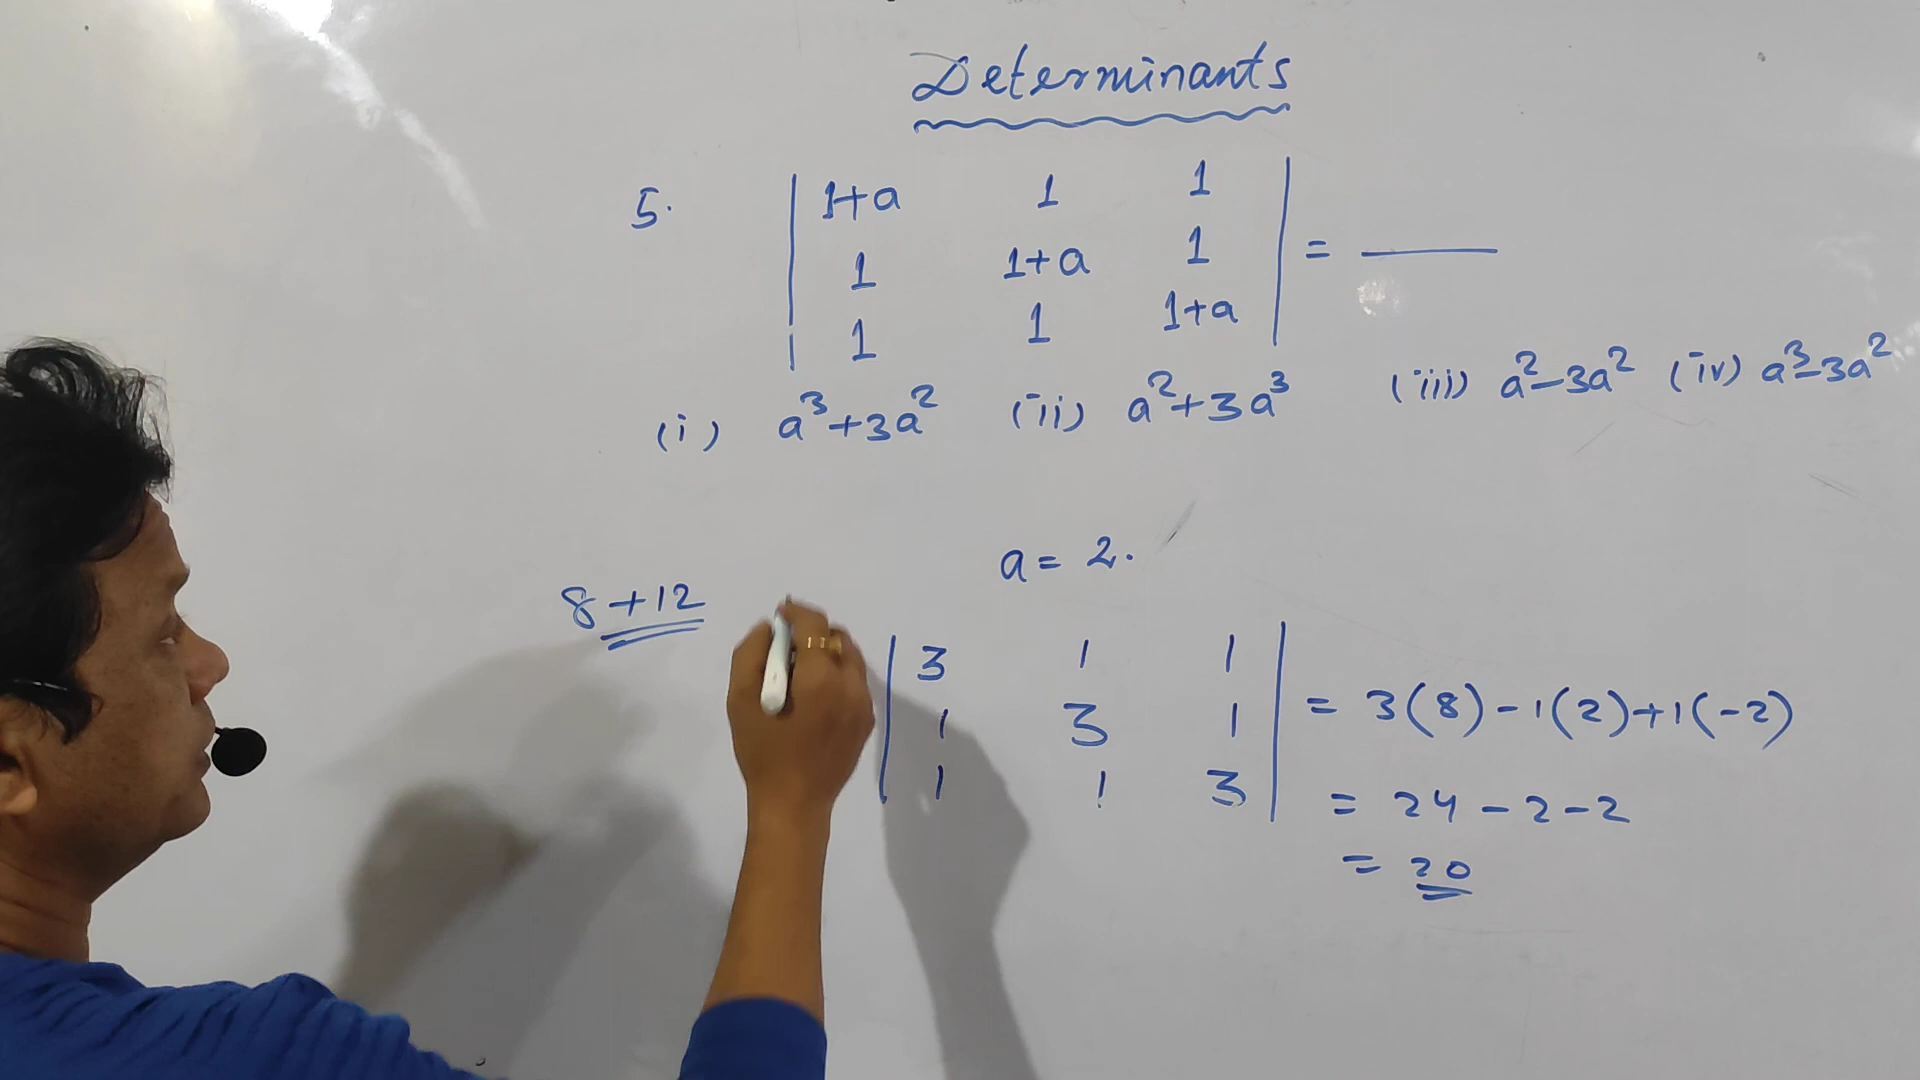 Determinants
5. | 1+a 1 1 |
| 1 1+a 1 | = ____
| 1 1 1+a |
(i) a³+3a² (ii) a²+3a³ (iii) a²-3a² (iv) a³-3a²
a = 2.
8+12
| 3 1 1 |
| 1 3 1 | = 3(8)-1(2)+1(-2)
| 1 1 3 | = 24-2-2
= 20